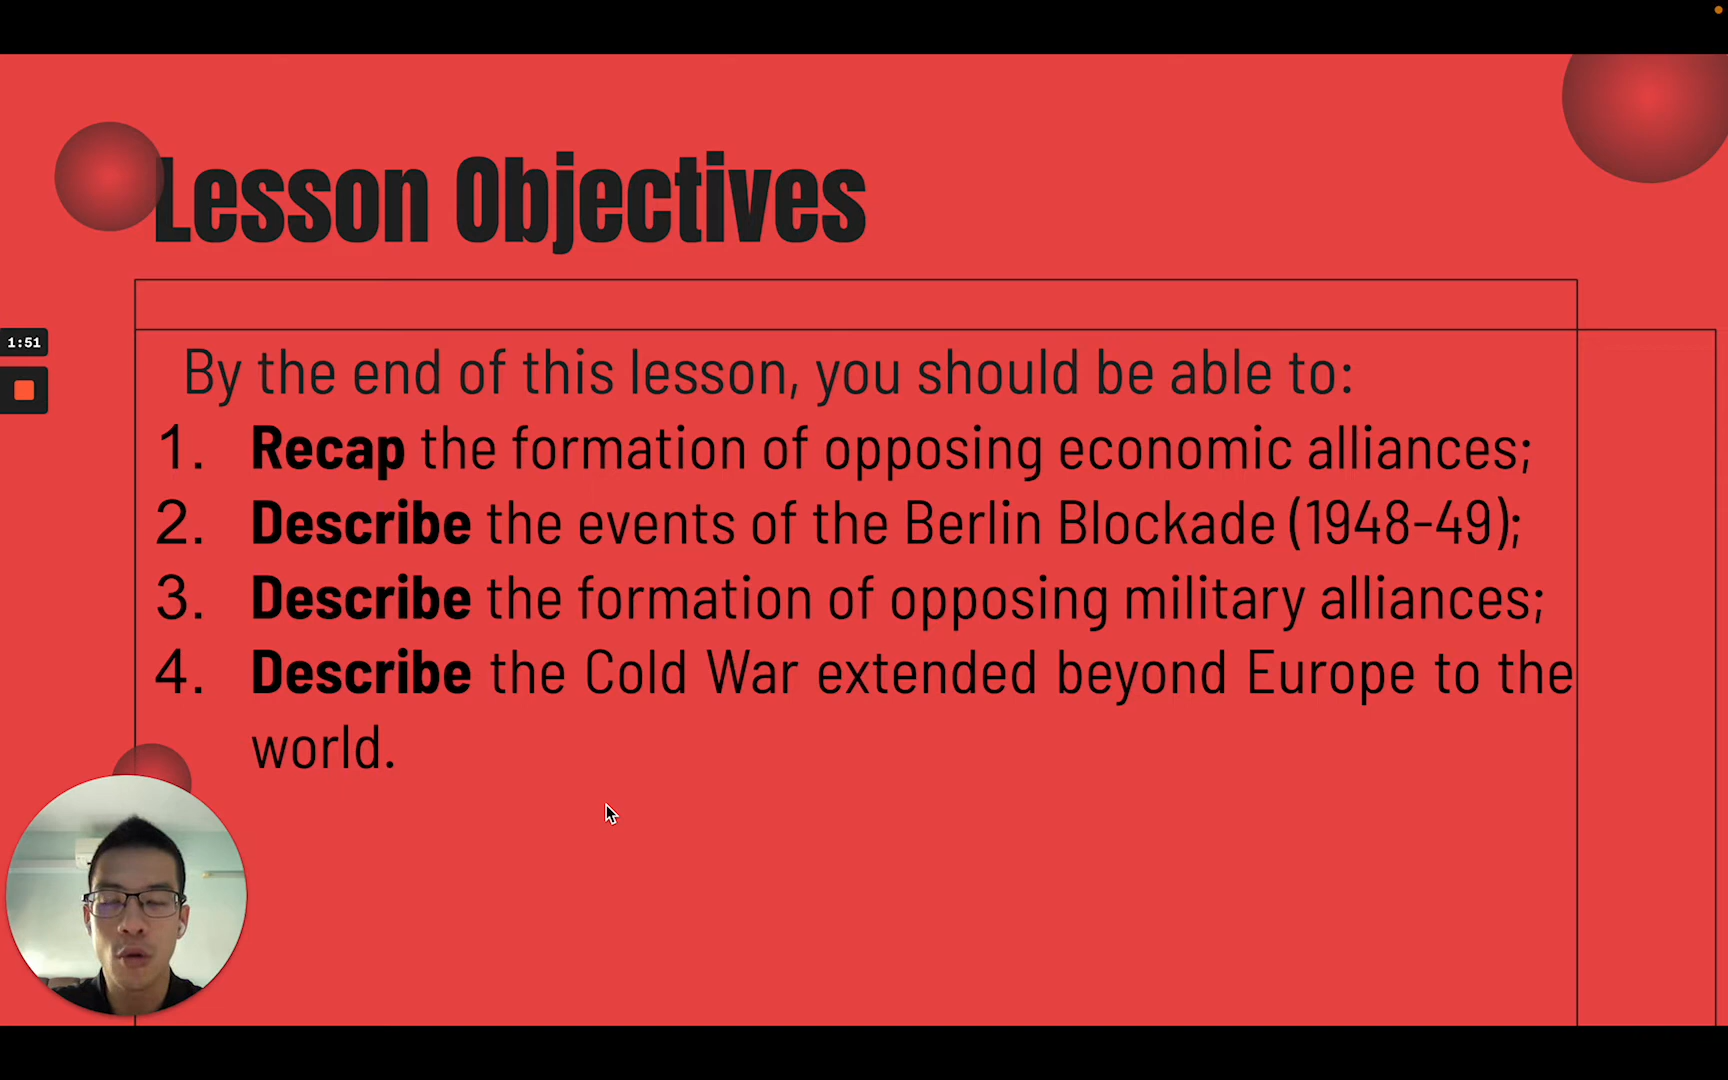 Lesson Objectives
1:51
By the end of this lesson, you should be able to:
1. Recap the formation of opposing economic alliances;
2. Describe the events of the Berlin Blockade (1948-49);
3. Describe the formation of opposing military alliances;
4. Describe the Cold War extended beyond Europe to the
world.